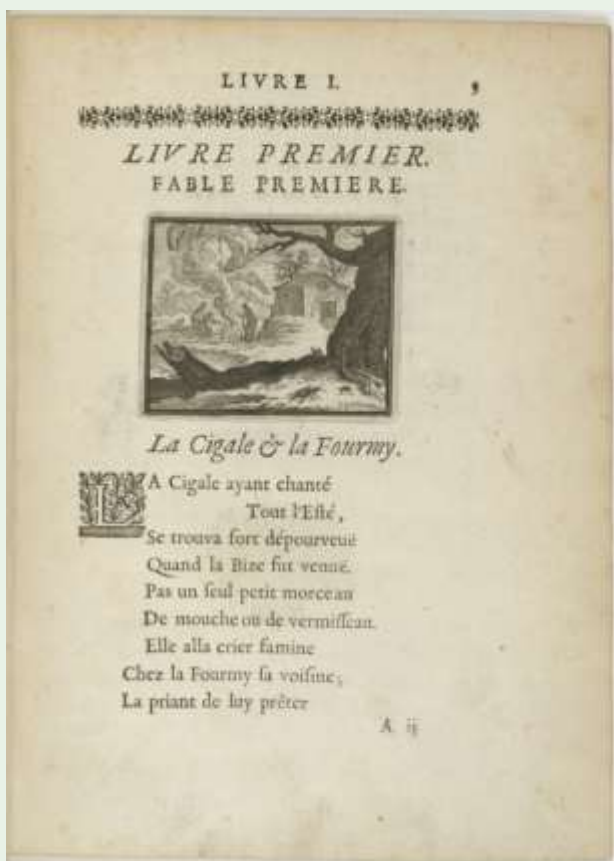 LIVRE I.
LIVRE PREMIER.
FABLE PREMIERE.
La Cigale & la Fourmy.
LA Cigale ayant chanté
Tout l'Eſté,
Se trouva fort dépourveuë
Quand la Bize fut venuë.
Pas un ſeul petit morceau
De mouche ou de vermiſſeau.
Elle alla crier famine
Chez la Fourmy ſa voiſine;
La priant de luy prêter
A ij